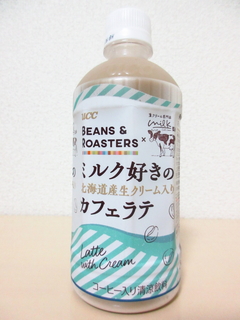 UCC
BEANS &
ROASTERS
×
milk
ミルク好きの
北海道産生クリーム入り
カフェラテ
Latte
with Cream
コーヒー入り清涼飲料